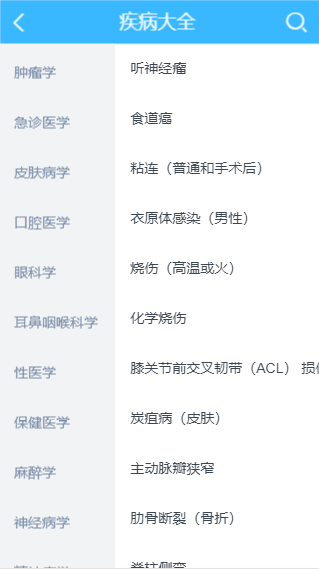 疾病大全
肿瘤学
急诊医学
皮肤病学
口腔医学
眼科学
耳鼻咽喉科学
性医学
保健医学
麻醉学
神经病学
听神经瘤
食道癌
粘连（普通和手术后）
衣原体感染（男性）
烧伤（高温或火）
化学烧伤
膝关节前交叉韧带（ACL） 损
炭疽病（皮肤）
主动脉瓣狭窄
肋骨断裂（骨折）
脊柱侧弯